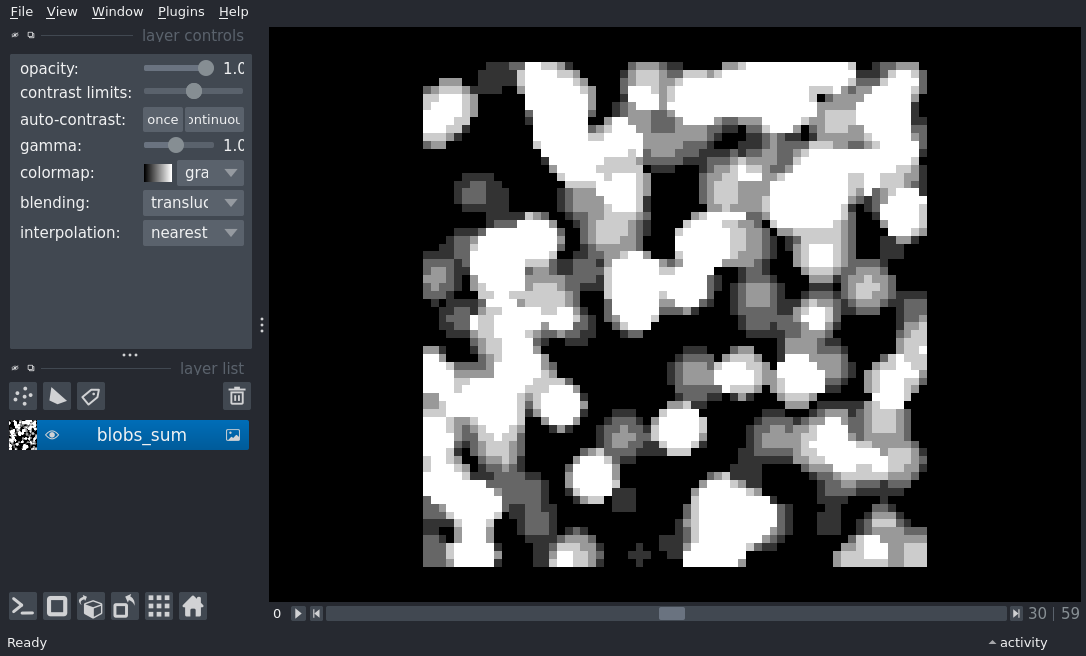 File View Window Plugins Help
layer controls
opacity: 1.0
contrast limits:
auto-contrast: once ontinuou
gamma: 1.0
colormap: gra
blending: transluc
interpolation: nearest
layer list
blobs_sum
0 30 | 59
Ready activity